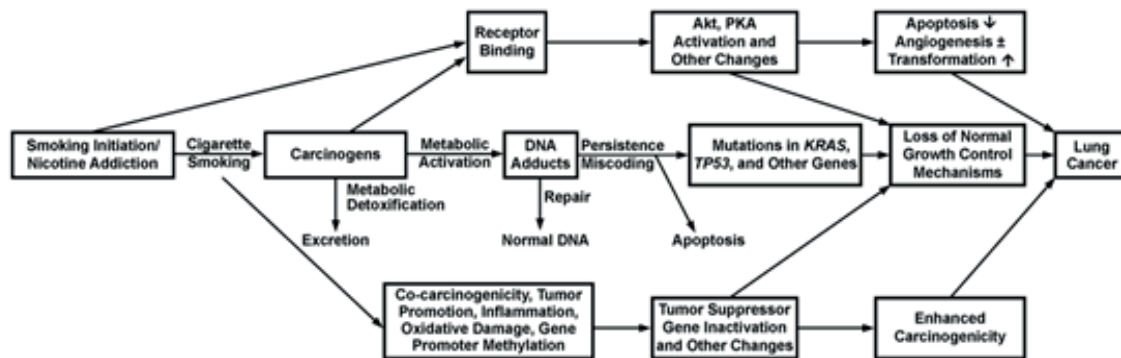 Receptor
Binding
Akt, PKA
Activation and
Other Changes
Apoptosis ↓
Angiogenesis ±
Transformation ↑
Smoking Initiation/
Nicotine Addiction
Cigarette
Smoking
Carcinogens
Metabolic
Activation
DNA
Adducts
Persistence
Miscoding
Mutations in KRAS,
TP53, and Other Genes
Loss of Normal
Growth Control
Mechanisms
Lung
Cancer
Metabolic
Detoxification
Repair
Excretion
Normal DNA
Apoptosis
Co-carcinogenicity, Tumor
Promotion, Inflammation,
Oxidative Damage, Gene
Promoter Methylation
Tumor Suppressor
Gene Inactivation
and Other Changes
Enhanced
Carcinogenicity